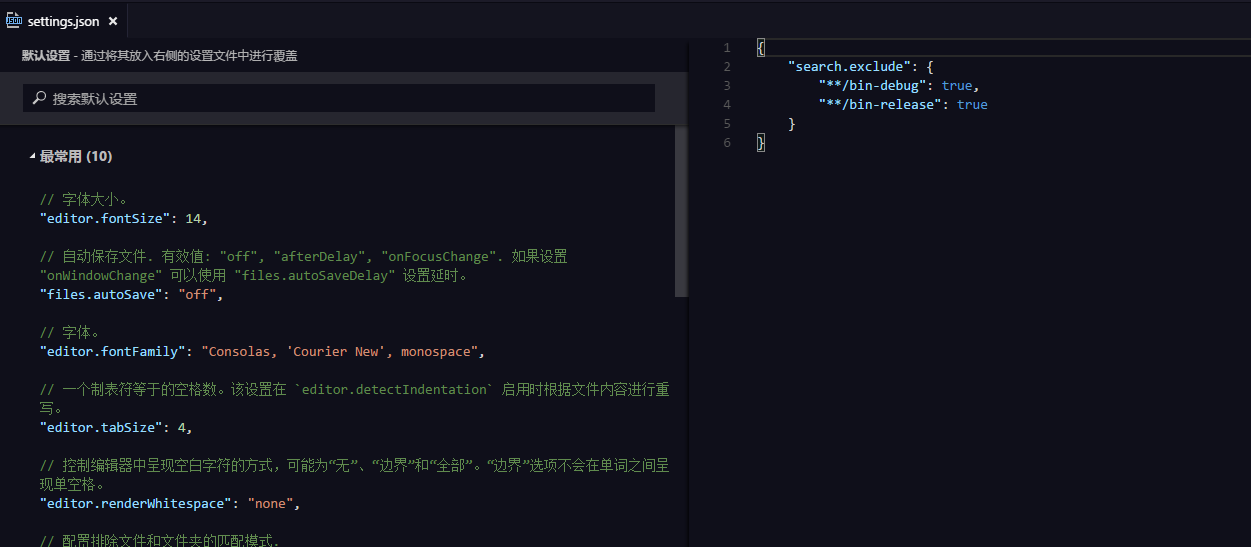 settings.json ×
默认设置 - 通过将其放入右侧的设置文件中进行覆盖
搜索默认设置
最常用 (10)
// 字体大小。
"editor.fontSize": 14,
// 自动保存文件. 有效值: "off", "afterDelay", "onFocusChange". 如果设置
"onWindowChange" 可以使用 "files.autoSaveDelay" 设置延时。
"files.autoSave": "off",
// 字体。
"editor.fontFamily": "Consolas, 'Courier New', monospace",
// 一个制表符等于的空格数。该设置在 `editor.detectIndentation` 启用时根据文件内容进行重
写。
"editor.tabSize": 4,
// 控制编辑器中呈现空白字符的方式，可能为“无”、“边界”和“全部”。“边界”选项不会在单词之间呈
现单空格。
"editor.renderWhitespace": "none",
// 配置排除文件和文件夹的匹配模式.
1 {
2 "search.exclude": {
3 "**/bin-debug": true,
4 "**/bin-release": true
5 }
6 }